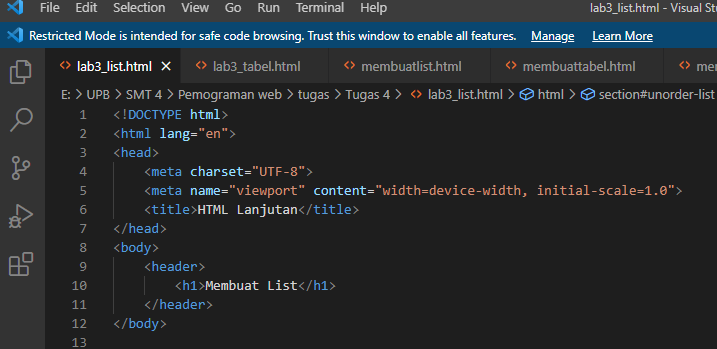 File Edit Selection View Go Run Terminal Help lab3_list.html - Visual Stu
Restricted Mode is intended for safe code browsing. Trust this window to enable all features. Manage Learn More
lab3_list.html lab3_tabel.html membuatlist.html membuattabel.html me
E: > UPB > SMT 4 > Pemograman web > tugas > Tugas 4 > lab3_list.html > html > section#unorder-list
1 <!DOCTYPE html>
2 <html lang="en">
3 <head>
4 <meta charset="UTF-8">
5 <meta name="viewport" content="width=device-width, initial-scale=1.0">
6 <title>HTML Lanjutan</title>
7 </head>
8 <body>
9 <header>
10 <h1>Membuat List</h1>
11 </header>
12 </body>
13